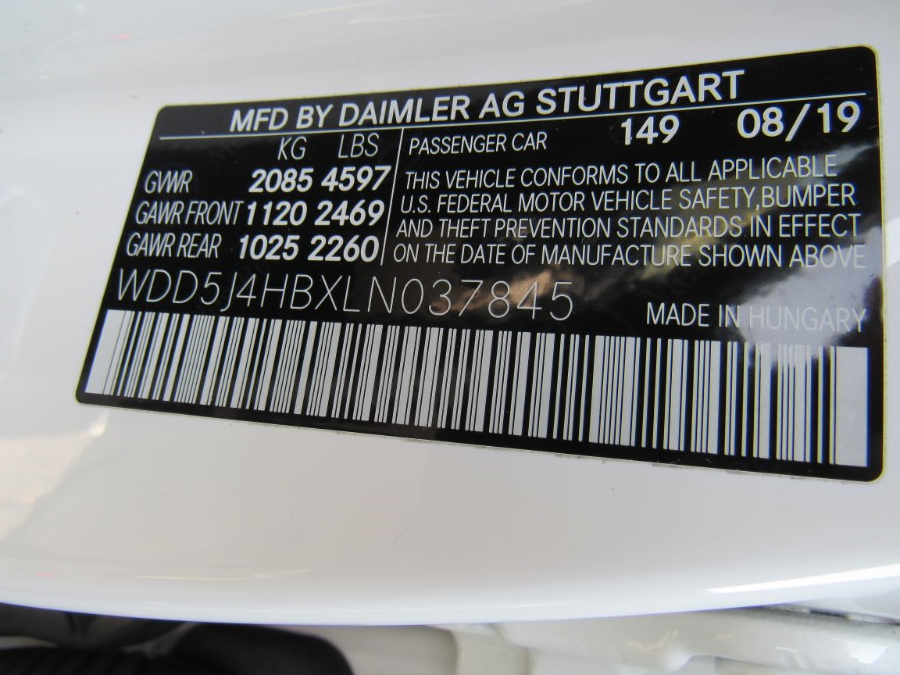 MFD BY DAIMLER AG STUTTGART
KG LBS
GVWR 2085 4597
GAWR FRONT 1120 2469
GAWR REAR 1025 2260
PASSENGER CAR 149 08/19
THIS VEHICLE CONFORMS TO ALL APPLICABLE
U.S. FEDERAL MOTOR VEHICLE SAFETY,BUMPER
AND THEFT PREVENTION STANDARDS IN EFFECT
ON THE DATE OF MANUFACTURE SHOWN ABOVE
WDD5J4HBXLN037845
MADE IN HUNGARY